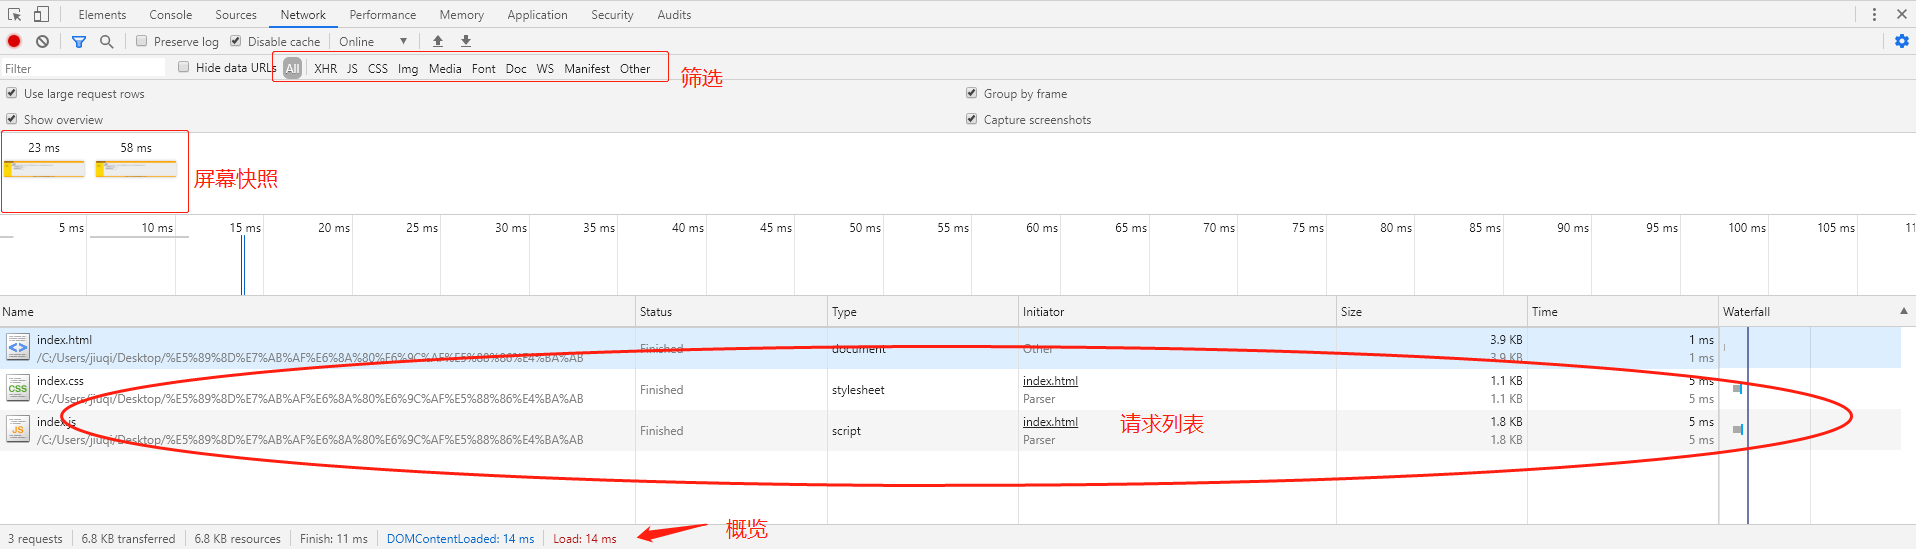 Elements Console Sources Network Performance Memory Application Security Audits
Preserve log Disable cache Online
Filter Hide data URLs All XHR JS CSS Img Media Font Doc WS Manifest Other 筛选
Use large request rows Group by frame
Show overview Capture screenshots
23 ms 58 ms
屏幕快照
5 ms 10 ms 15 ms 20 ms 25 ms 30 ms 35 ms 40 ms 45 ms 50 ms 55 ms 60 ms 65 ms 70 ms 75 ms 80 ms 85 ms 90 ms 95 ms 100 ms 105 ms 11
Name Status Type Initiator Size Time Waterfall
index.html Finished document Other 3.9 KB 1 ms
/C:/Users/jiuqi/Desktop/%E5%89%8D%E7%AB%AF%E6%8A%80%E6%9C%AF%E5%88%86%E4%BA%AB 3.9 KB 1 ms
index.css Finished stylesheet index.html 1.1 KB 5 ms
/C:/Users/jiuqi/Desktop/%E5%89%8D%E7%AB%AF%E6%8A%80%E6%9C%AF%E5%88%86%E4%BA%AB Parser 1.1 KB 5 ms
index.js Finished script index.html 1.8 KB 5 ms
/C:/Users/jiuqi/Desktop/%E5%89%8D%E7%AB%AF%E6%8A%80%E6%9C%AF%E5%88%86%E4%BA%AB Parser 1.8 KB 5 ms
请求列表
3 requests 6.8 KB transferred 6.8 KB resources Finish: 11 ms DOMContentLoaded: 14 ms Load: 14 ms 概览